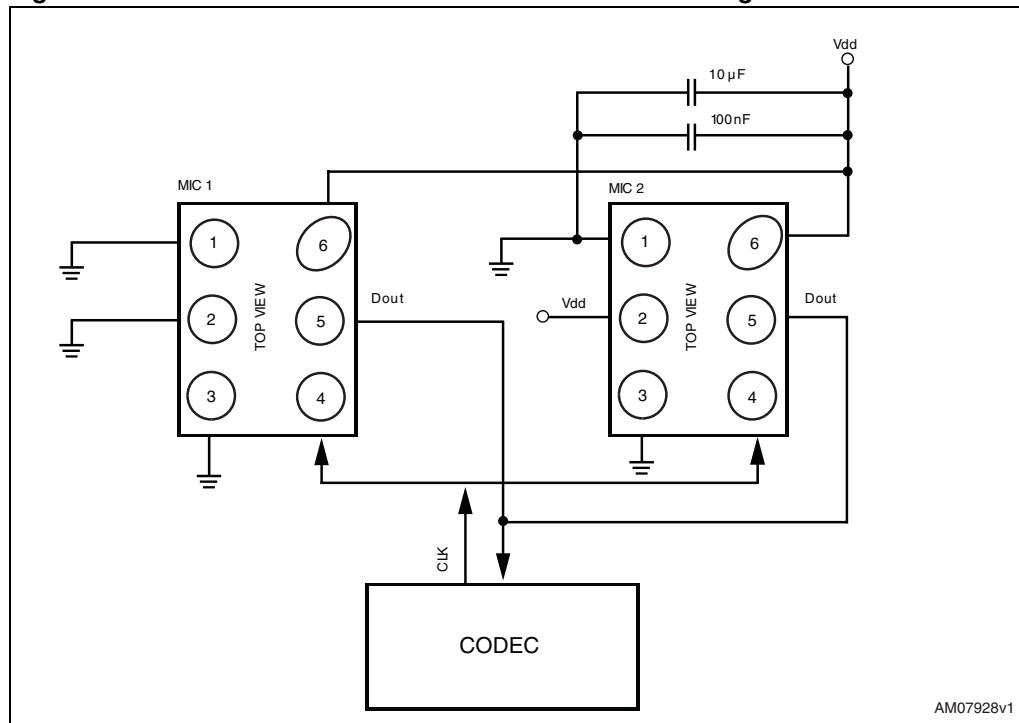 Vdd
10 µF
100nF
MIC 1
MIC 2
1
6
2
5
3
4
TOP VIEW
Dout
1
6
2
5
3
4
TOP VIEW
Vdd
Dout
CLK
CODEC
AM07928v1